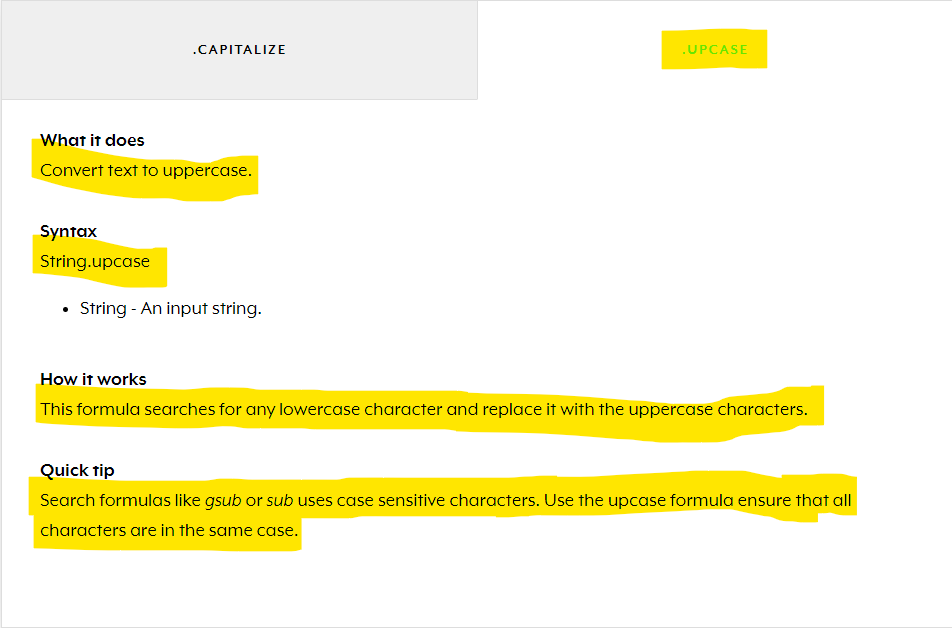 .CAPITALIZE
.UPCASE
What it does
Convert text to uppercase.
Syntax
String.upcase
• String - An input string.
How it works
This formula searches for any lowercase character and replace it with the uppercase characters.
Quick tip
Search formulas like gsub or sub uses case sensitive characters. Use the upcase formula ensure that all
characters are in the same case.